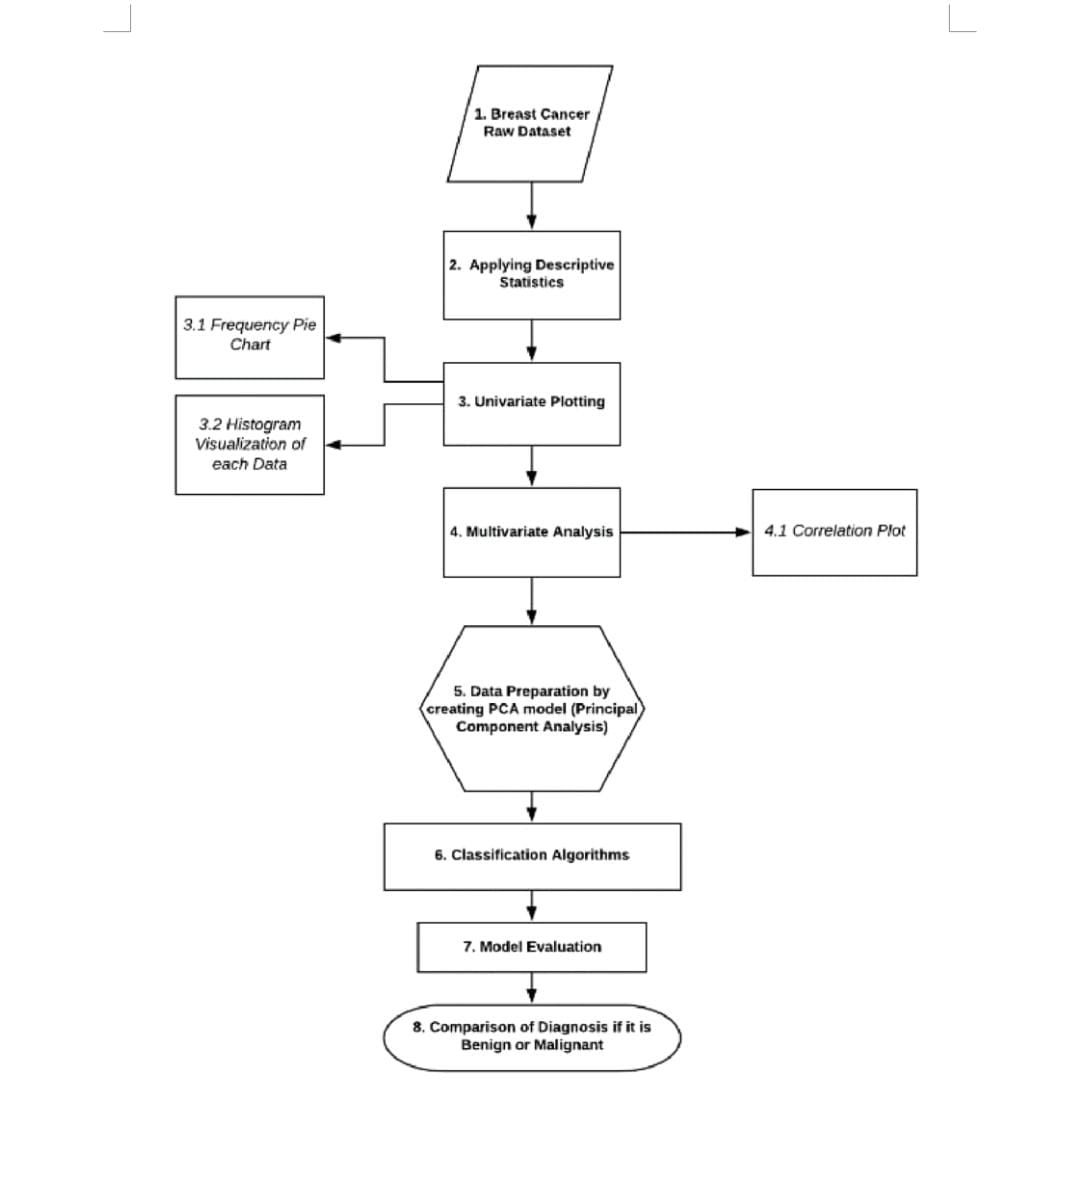 1. Breast Cancer
Raw Dataset
2. Applying Descriptive
Statistics
3.1 Frequency Pie
Chart
3. Univariate Plotting
3.2 Histogram
Visualization of
each Data
4. Multivariate Analysis
4.1 Correlation Plot
5. Data Preparation by
creating PCA model (Principal
Component Analysis)
6. Classification Algorithms
7. Model Evaluation
8. Comparison of Diagnosis if it is
Benign or Malignant